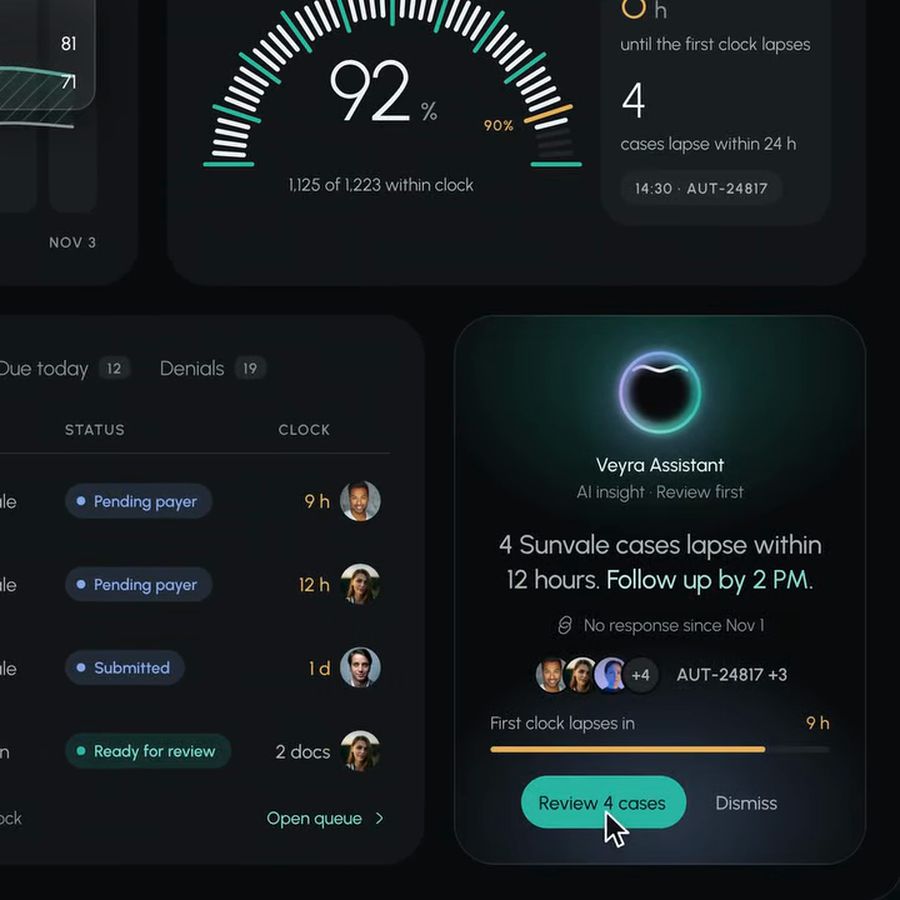 81
71
NOV 3
92 %
90%
1,125 of 1,223 within clock
h
until the first clock lapses
4
cases lapse within 24 h
14:30 · AUT-24817
Due today 12
Denials 19
STATUS
CLOCK
Pending payer
9 h
Pending payer
12 h
Submitted
1 d
Ready for review
2 docs
Open queue
Veyra Assistant
AI insight · Review first
4 Sunvale cases lapse within
12 hours. Follow up by 2 PM.
No response since Nov 1
+4
AUT-24817 +3
First clock lapses in
9 h
Review 4 cases
Dismiss